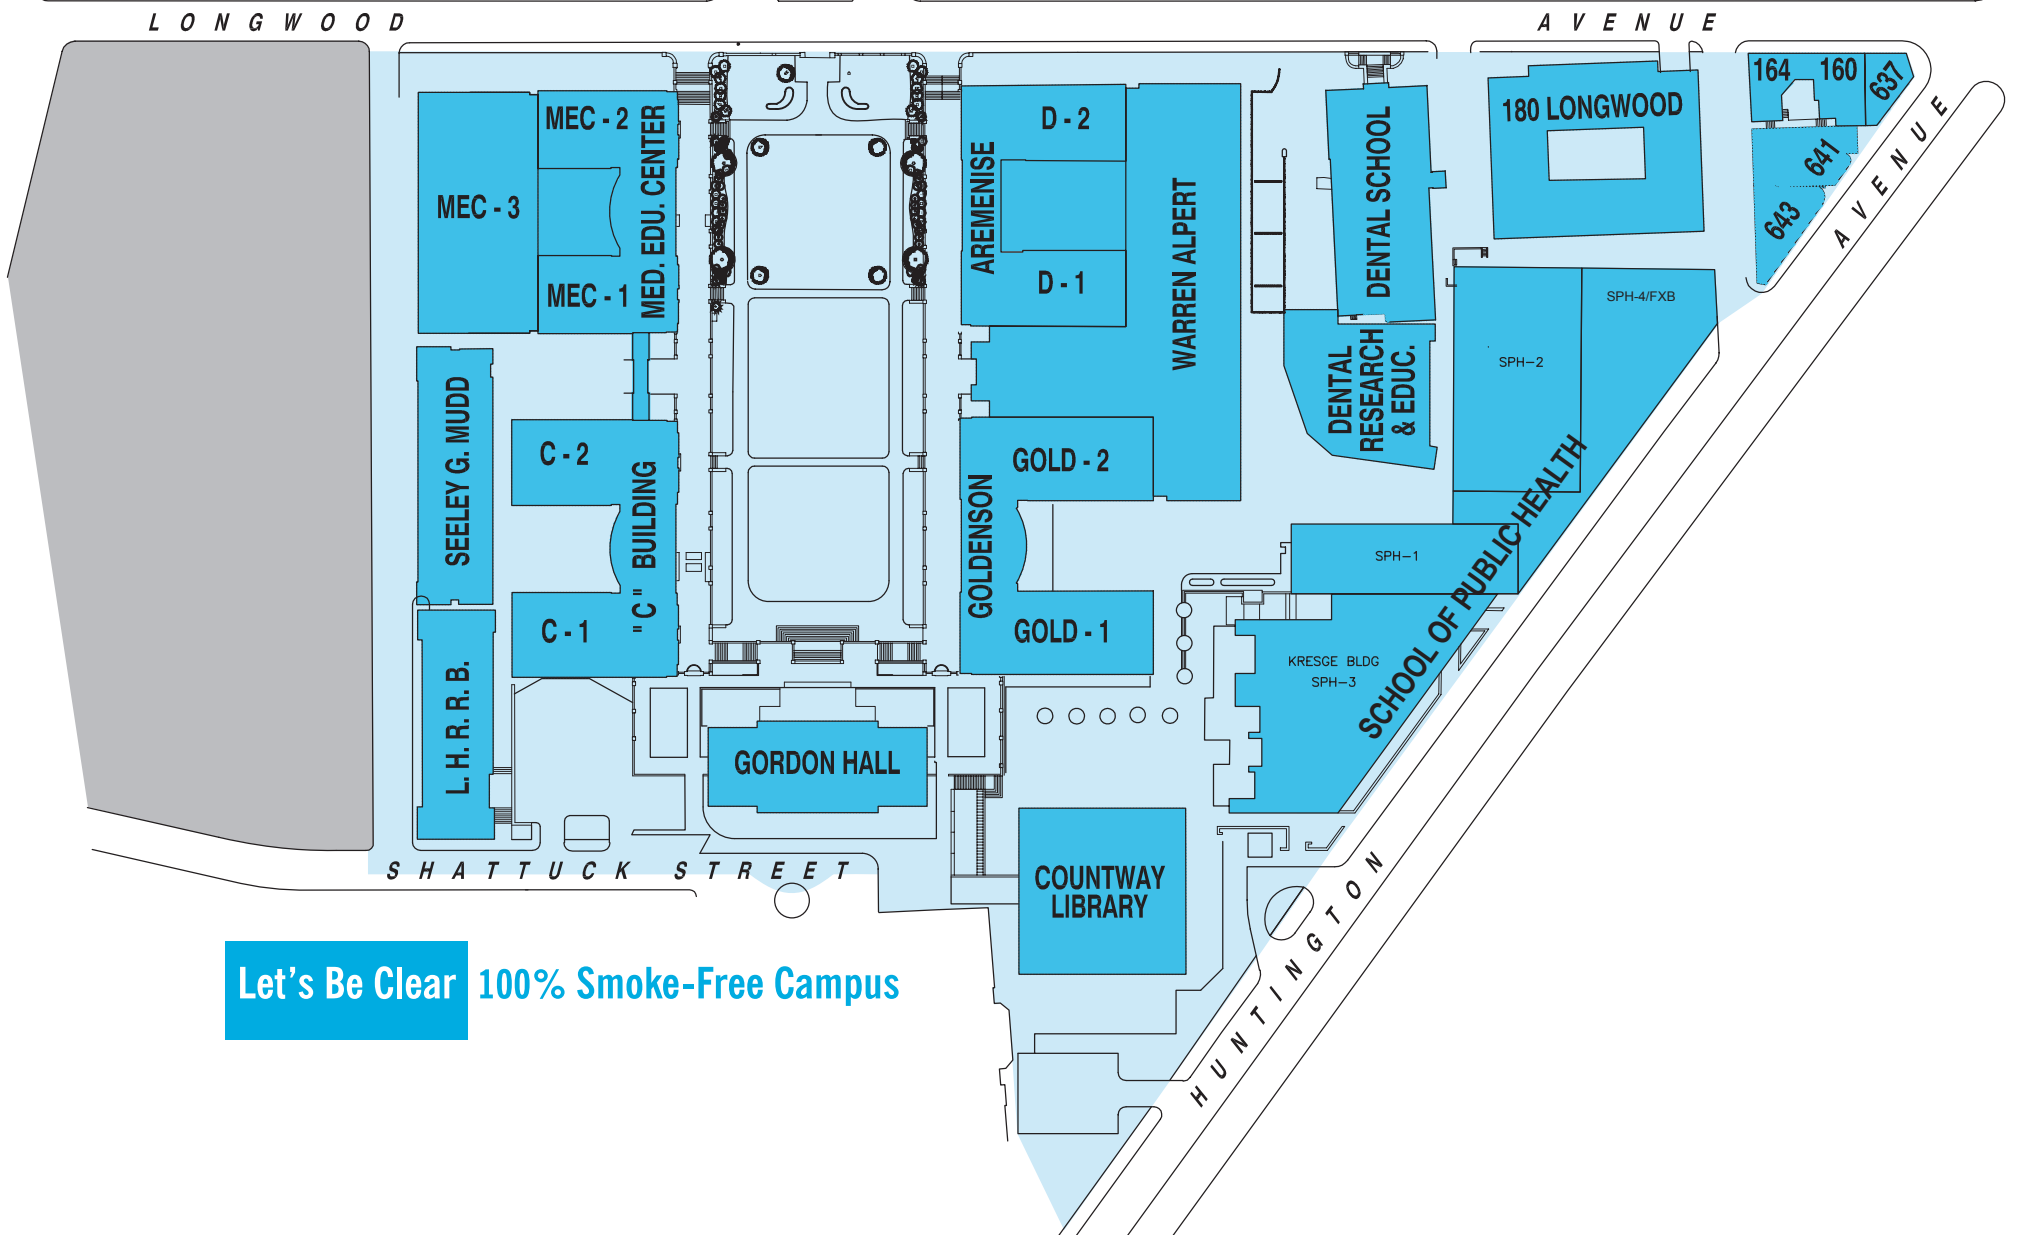 LONGWOOD AVENUE
164
160
637
641
643
180 LONGWOOD
MEC - 2
MEC - 3
MEC - 1
MED. EDU. CENTER
AREMENISE
D - 2
D - 1
WARREN ALPERT
DENTAL SCHOOL
DENTAL
RESEARCH
& EDUC.
SPH-4/FXB
SPH-2
SPH-1
KRESGE BLDG
SPH-3
SCHOOL OF PUBLIC HEALTH
SEELEY G. MUDD
C - 2
C - 1
"C" BUILDING
L. H. R. R. B.
GOLDENSON
GOLD - 2
GOLD - 1
GORDON HALL
COUNTWAY
LIBRARY
SHATTUCK STREET
HUNTINGTON AVENUE
Let's Be Clear 100% Smoke-Free Campus